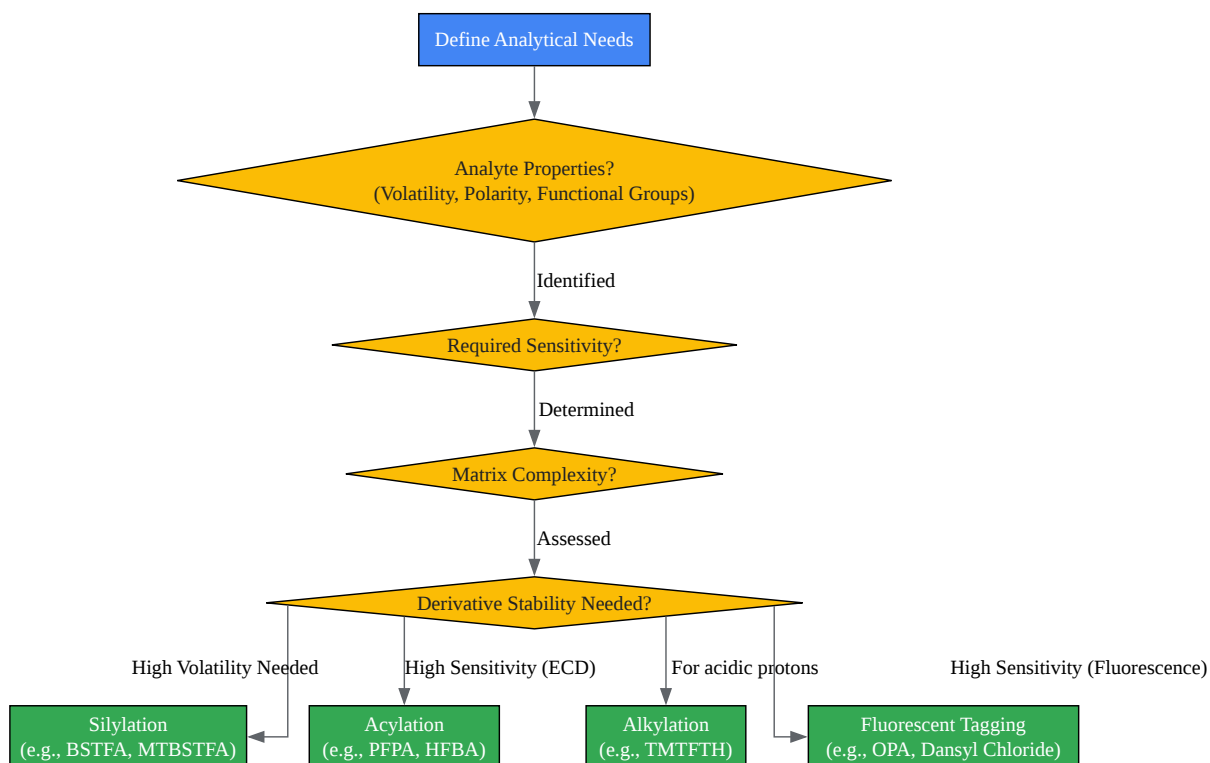 Define Analytical Needs
Analyte Properties?
(Volatility, Polarity, Functional Groups)
Identified
Required Sensitivity?
Determined
Matrix Complexity?
Assessed
Derivative Stability Needed?
High Volatility Needed
High Sensitivity (ECD)
For acidic protons
High Sensitivity (Fluorescence)
Silylation
(e.g., BSTFA, MTBSTFA)
Acylation
(e.g., PFPA, HFBA)
Alkylation
(e.g., TMTFTH)
Fluorescent Tagging
(e.g., OPA, Dansyl Chloride)